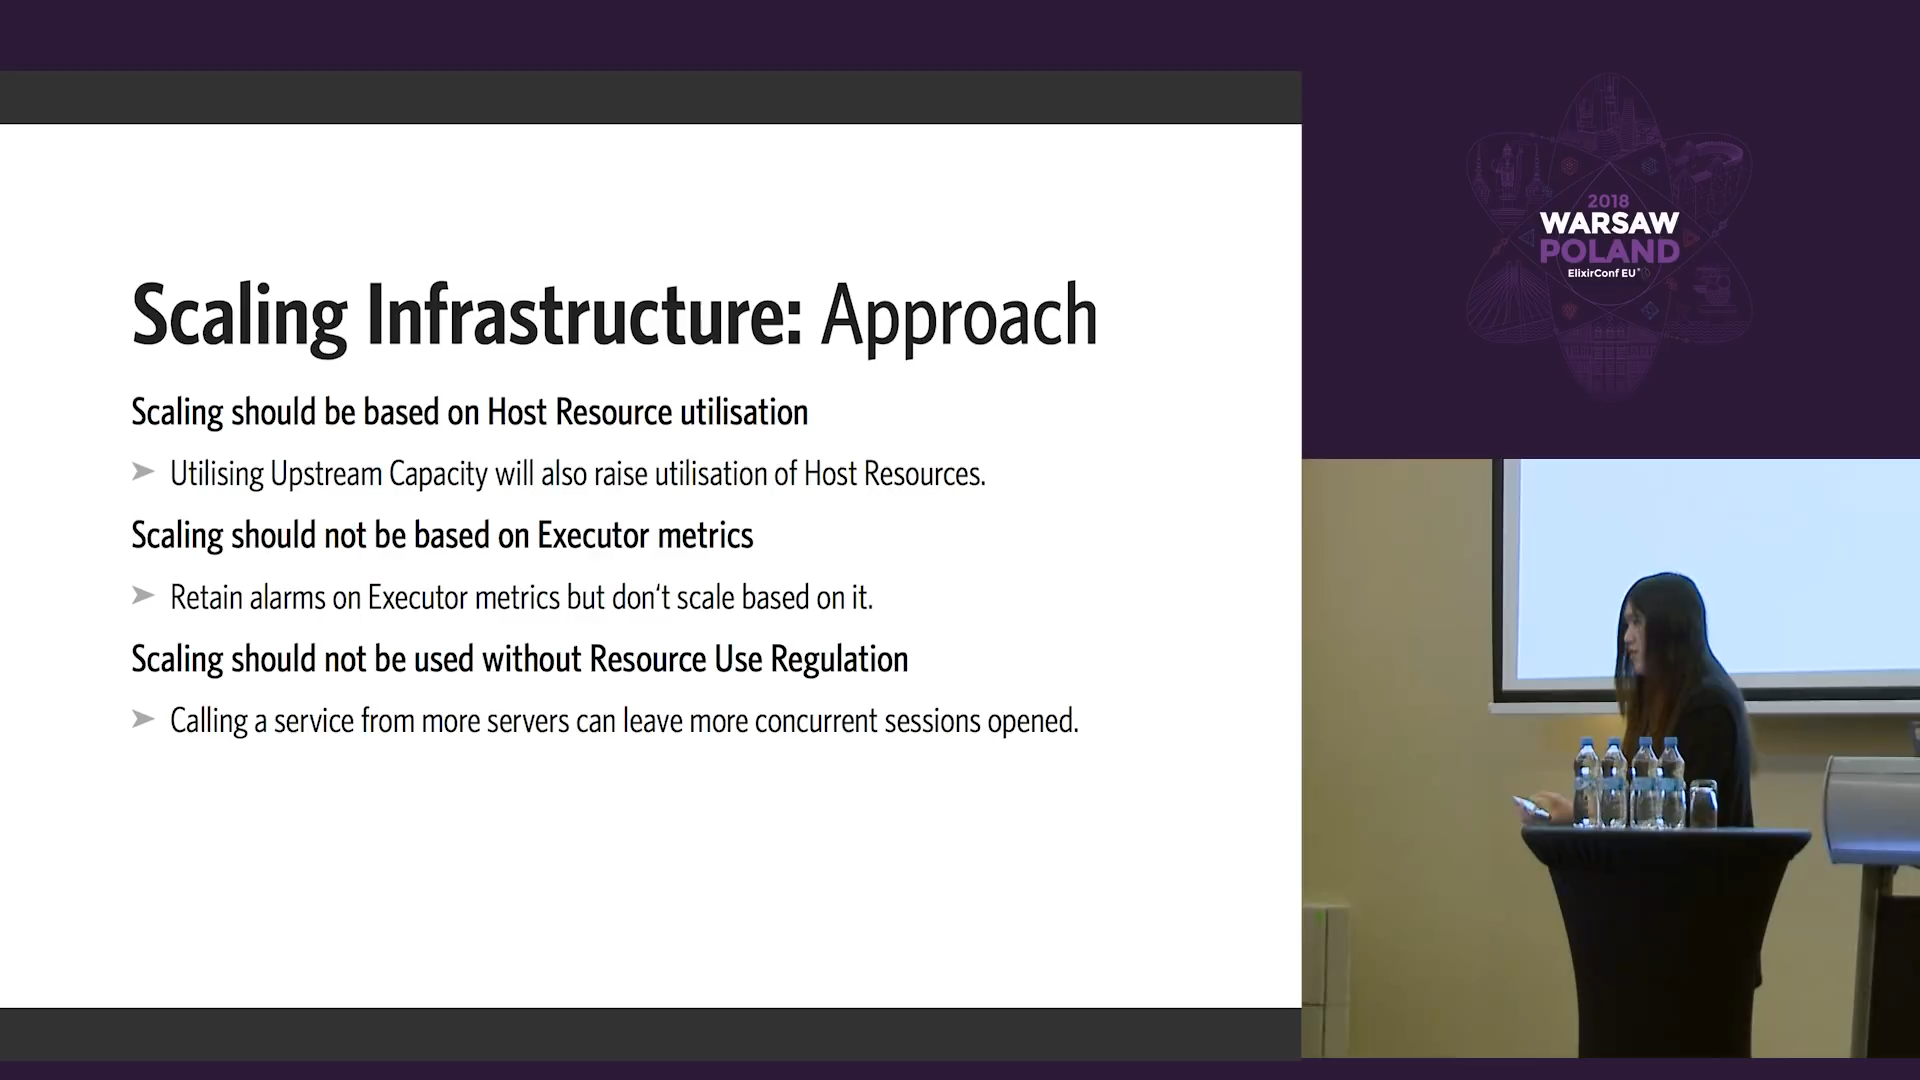 Scaling Infrastructure: Approach
Scaling should be based on Host Resource utilisation
➤ Utilising Upstream Capacity will also raise utilisation of Host Resources.
Scaling should not be based on Executor metrics
➤ Retain alarms on Executor metrics but don't scale based on it.
Scaling should not be used without Resource Use Regulation
➤ Calling a service from more servers can leave more concurrent sessions opened.
2018
WARSAW
POLAND
ElixirConf EU